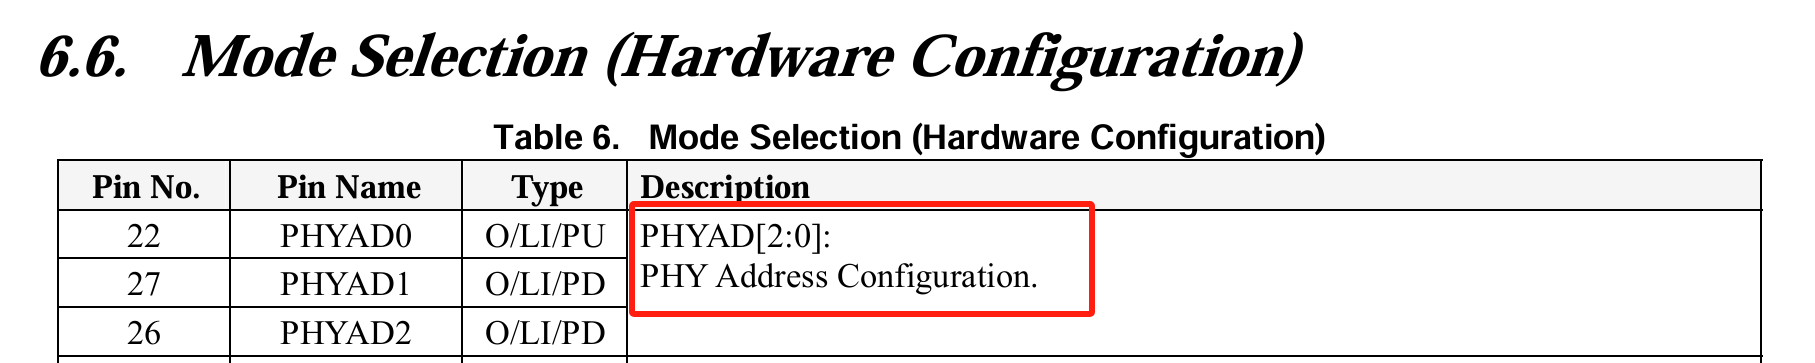 6.6. Mode Selection (Hardware Configuration)
Table 6. Mode Selection (Hardware Configuration)
Pin No. Pin Name Type Description
22 PHYAD0 O/LI/PU PHYAD[2:0]:
27 PHYAD1 O/LI/PD PHY Address Configuration.
26 PHYAD2 O/LI/PD